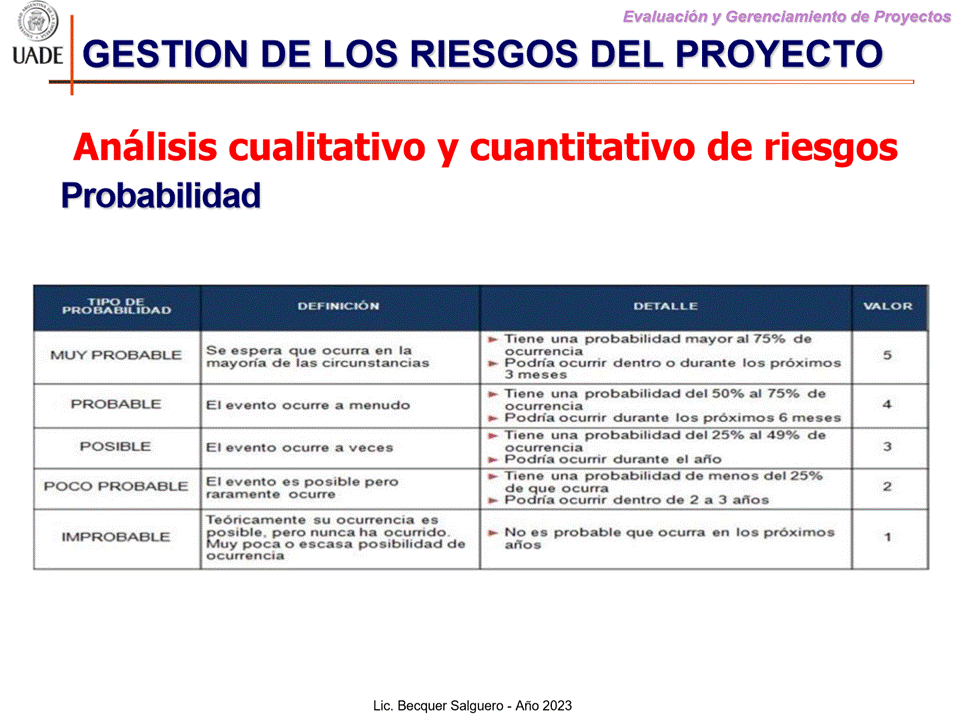 Evaluación y Gerenciamiento de Proyectos
UADE
GESTION DE LOS RIESGOS DEL PROYECTO
Análisis cualitativo y cuantitativo de riesgos
Probabilidad
TIPO DE
PROBABILIDAD
DEFINICIÓN
DETALLE
VALOR
MUY PROBABLE
Se espera que ocurra en la
mayoría de las circunstancias
► Tiene una probabilidad mayor al 75% de
ocurrencia
► Podría ocurrir dentro o durante los próximos
3 meses
5
PROBABLE
El evento ocurre a menudo
► Tiene una probabilidad del 50% al 75% de
ocurrencia
► Podría ocurrir durante los próximos 6 meses
4
POSIBLE
El evento ocurre a veces
► Tiene una probabilidad del 25% al 49% de
ocurrencia
► Podría ocurrir durante el año
3
POCO PROBABLE
El evento es posible pero
raramente ocurre
► Tiene una probabilidad de menos del 25%
de que ocurra
► Podría ocurrir dentro de 2 a 3 años
2
IMPROBABLE
Teóricamente su ocurrencia es
posible, pero nunca ha ocurrido.
Muy poca o escasa posibilidad de
ocurrencia
► No es probable que ocurra en los próximos
años
1
Lic. Becquer Salguero - Año 2023